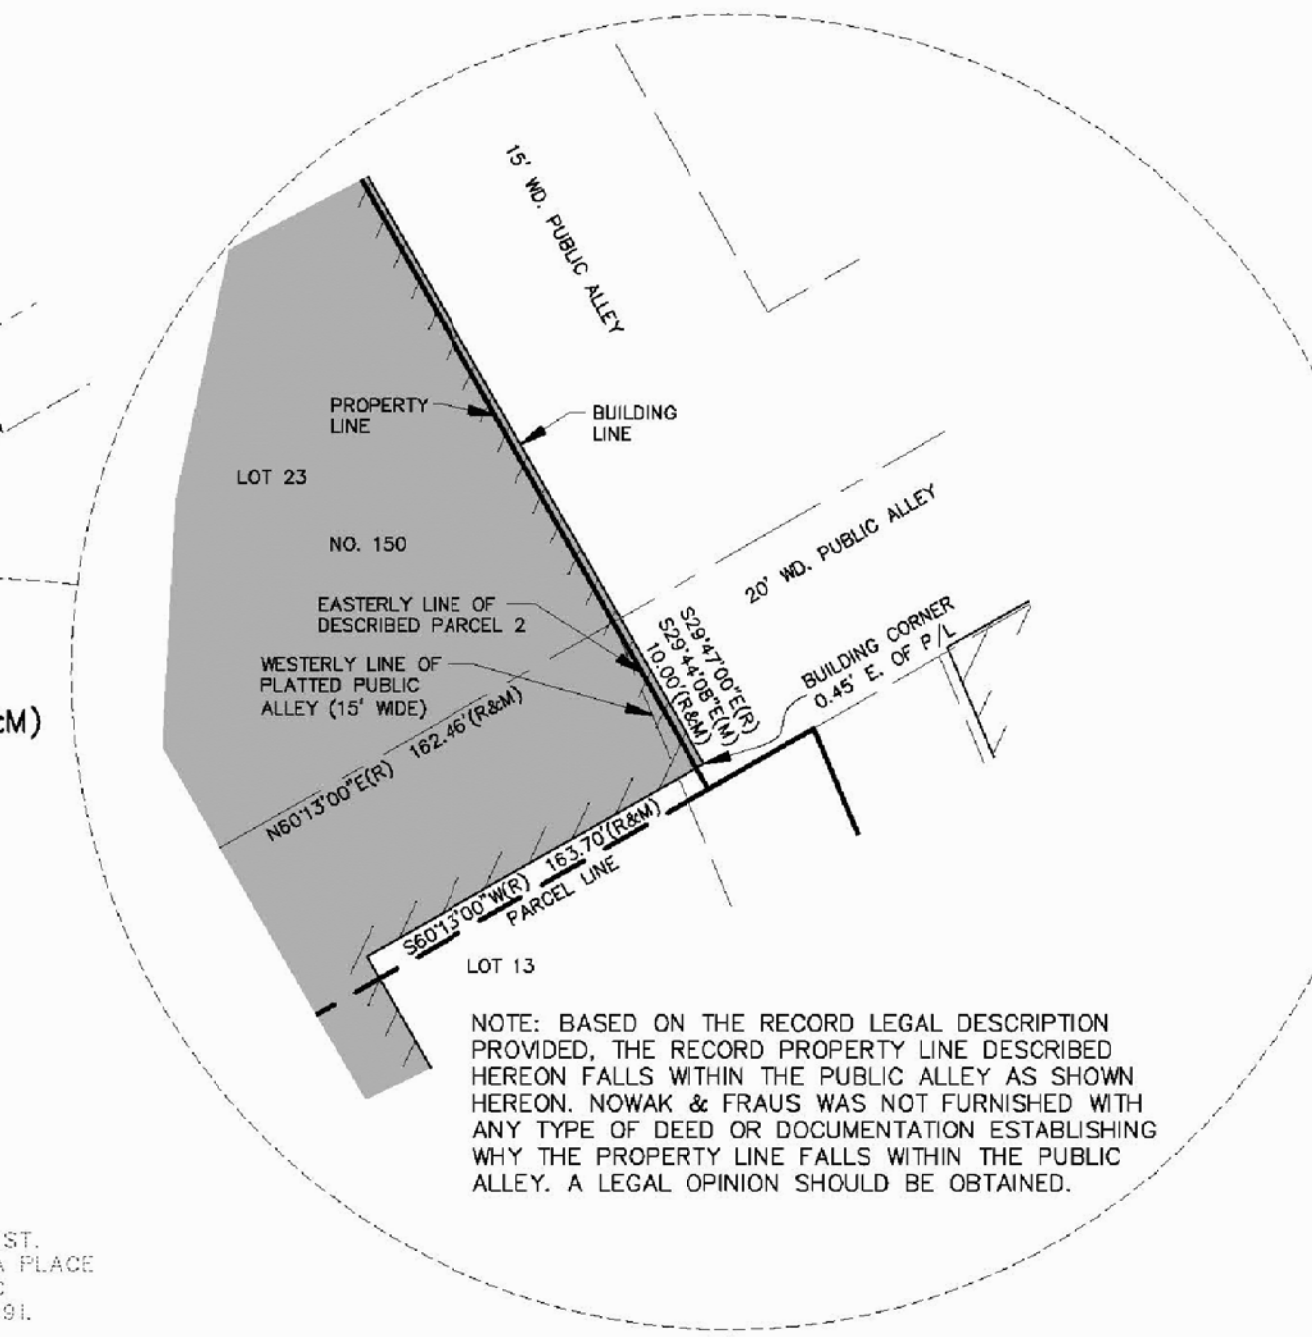 15' WD. PUBLIC ALLEY
PROPERTY
LINE
BUILDING
LINE
LOT 23
NO. 150
20' WD. PUBLIC ALLEY
EASTERLY LINE OF
DESCRIBED PARCEL 2
S29°47'00"E(R)
S29°44'08"E(M)
10.00'(R&M)
BUILDING CORNER
0.45' E. OF P/L
WESTERLY LINE OF
PLATTED PUBLIC
ALLEY (15' WIDE)
N60°13'00"E(R) 162.46'(R&M)
S60°13'00"W(R) 163.70'(R&M)
PARCEL LINE
LOT 13
NOTE: BASED ON THE RECORD LEGAL DESCRIPTION
PROVIDED, THE RECORD PROPERTY LINE DESCRIBED
HEREON FALLS WITHIN THE PUBLIC ALLEY AS SHOWN
HEREON. NOWAK & FRAUS WAS NOT FURNISHED WITH
ANY TYPE OF DEED OR DOCUMENTATION ESTABLISHING
WHY THE PROPERTY LINE FALLS WITHIN THE PUBLIC
ALLEY. A LEGAL OPINION SHOULD BE OBTAINED.
M)
ST.
PLACE
91.